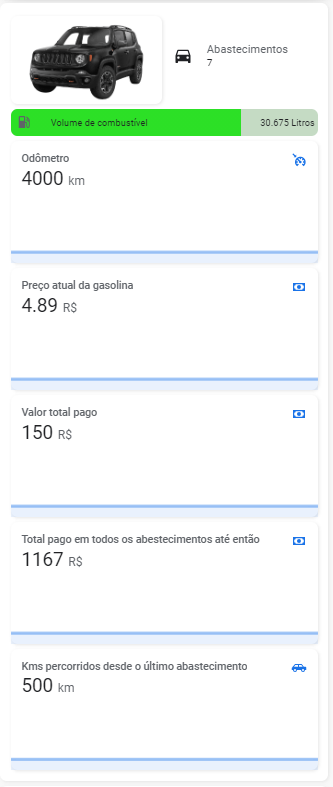 Abastecimentos
7
Volume de combustível 30.675 Litros
Odômetro
4000 km
Preço atual da gasolina
4.89 R$
Valor total pago
150 R$
Total pago em todos os abestecimentos até então
1167 R$
Kms percorridos desde o último abastecimento
500 km